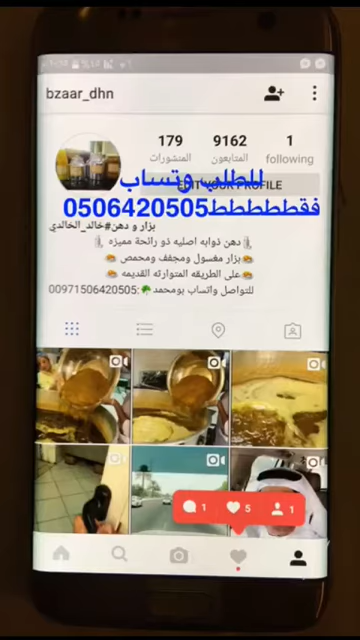 bzaar_dhn
179
9162
1
المنشورات
المتابعون
following
للطلب وتساب
EDIT YOUR PROFILE
فقطططططط0506420505
بزار و دهن#خالد_الخالدي
دهن ذوابه اصليه ذو رائحة مميزه
بزار مغسول ومجفف ومحمص
على الطريقه المتوارثه القديمه
للتواصل واتساب بومحمد:00971506420505
1
5
1